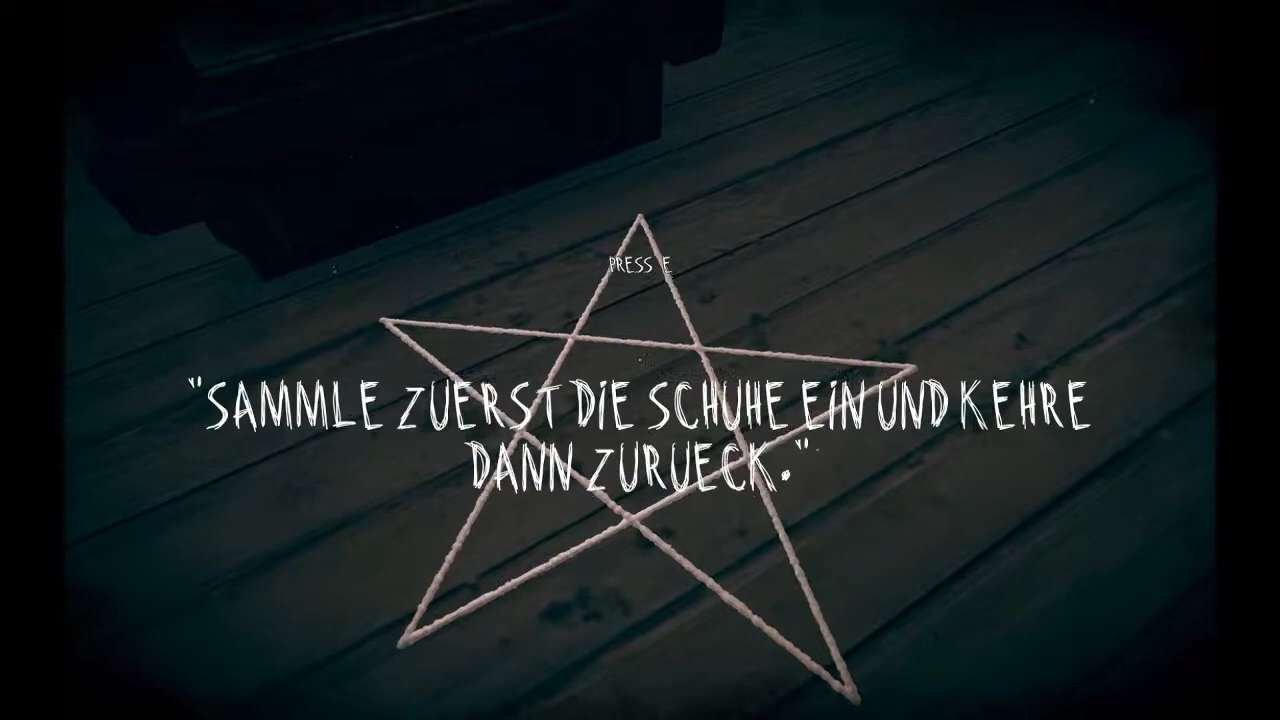 PRESS E
"SAMMLE ZUERST DIE SCHUHE EIN UND KEHRE
DANN ZURUECK."